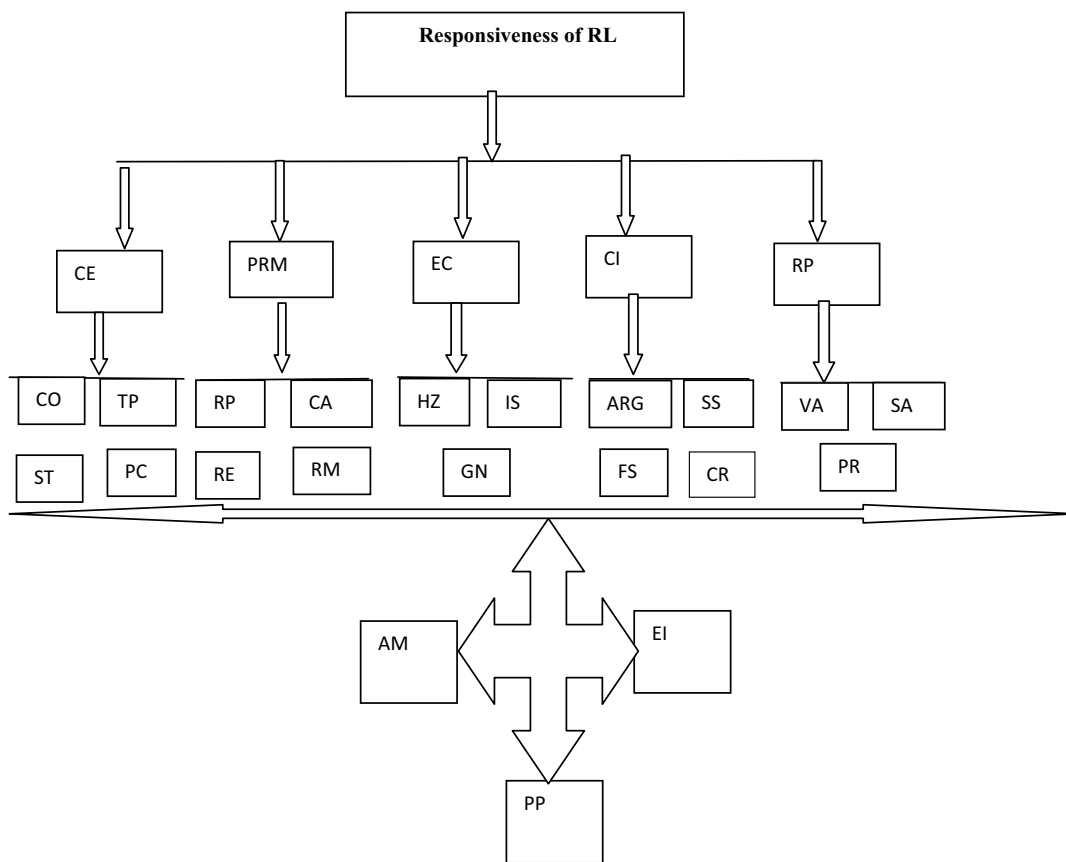 Responsiveness of RL
CE
PRM
EC
CI
RP
CO
TP
RP
CA
HZ
IS
ARG
SS
VA
SA
ST
PC
RE
RM
GN
FS
CR
PR
AM
EI
PP